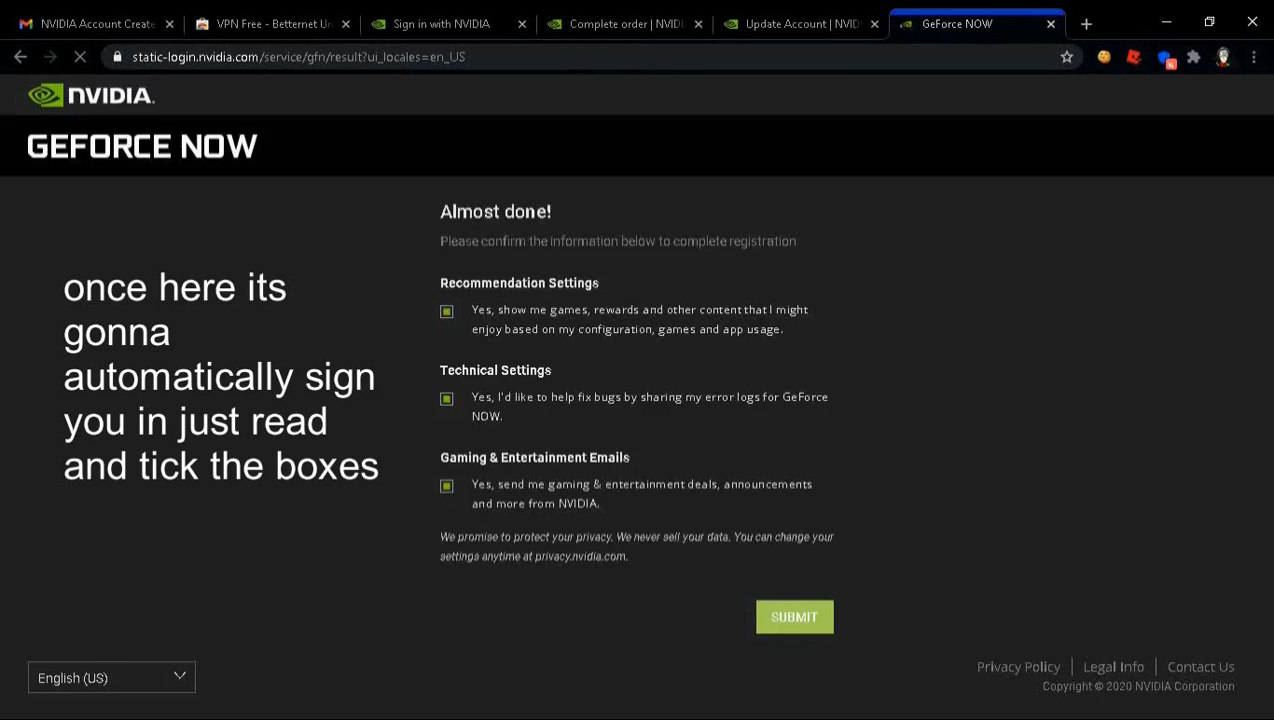 NVIDIA Account Create
VPN Free - Betternet Un
Sign in with NVIDIA
Complete order | NVIDI
Update Account | NVID
GeForce NOW
static-login.nvidia.com/service/gfn/result?ui_locales=en_US
NVIDIA.
GEFORCE NOW
Almost done!
Please confirm the information below to complete registration
Recommendation Settings
Yes, show me games, rewards and other content that I might
enjoy based on my configuration, games and app usage.
Technical Settings
Yes, I'd like to help fix bugs by sharing my error logs for GeForce
NOW.
Gaming & Entertainment Emails
Yes, send me gaming & entertainment deals, announcements
and more from NVIDIA.
We promise to protect your privacy. We never sell your data. You can change your
settings anytime at privacy.nvidia.com.
SUBMIT
once here its
gonna
automatically sign
you in just read
and tick the boxes
English (US)
Privacy Policy
Legal Info
Contact Us
Copyright © 2020 NVIDIA Corporation